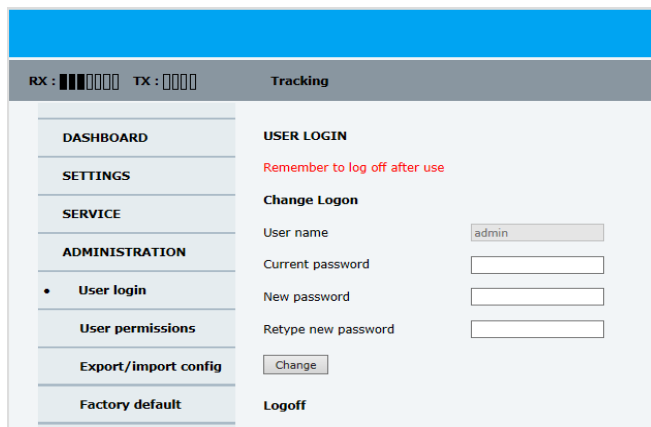 RX : TX : Tracking
DASHBOARD
SETTINGS
SERVICE
ADMINISTRATION
• User login
User permissions
Export/import config
Factory default
USER LOGIN
Remember to log off after use
Change Logon
User name admin
Current password
New password
Retype new password
Change
Logoff